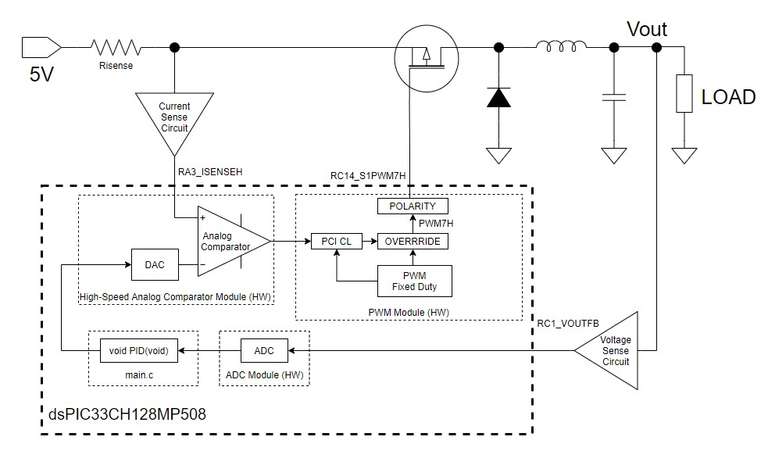 Vout
Risense
5V
LOAD
Current
Sense
Circuit
RA3_ISENSEH
RC14_S1PWM7H
POLARITY
PWM7H
+
Analog
Comparator
PCI CL
OVERRRIDE
DAC
−
PWM
Fixed Duty
High-Speed Analog Comparator Module (HW)
PWM Module (HW)
RC1_VOUTFB
Voltage
Sense
Circuit
void PID(void)
ADC
main.c
ADC Module (HW)
dsPIC33CH128MP508